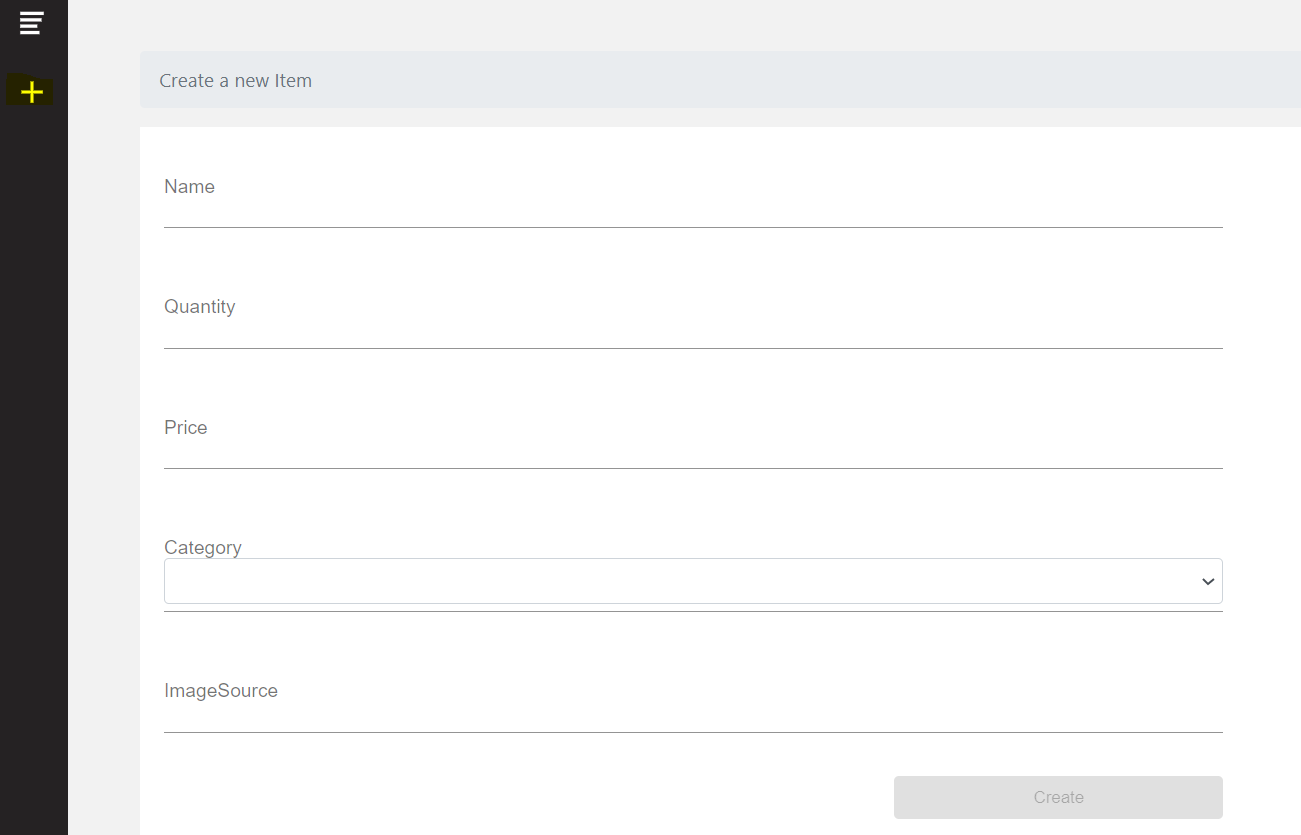 Create a new Item
Name
Quantity
Price
Category
ImageSource
Create